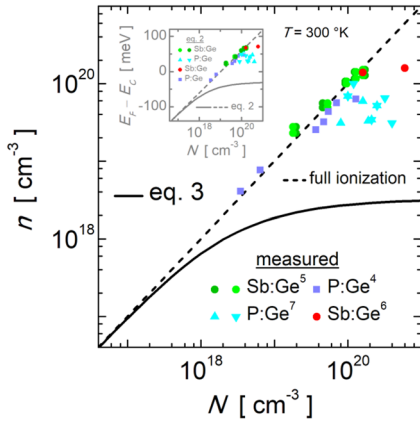 eq. 2
Sb:Ge
P:Ge
Sb:Ge
P:Ge
100
0
-100
E_F – E_C [ meV ]
eq. 2
10^18
10^20
N [ cm^-3 ]
T = 300 °K
10^20
10^18
n [ cm^-3 ]
eq. 3
full ionization
measured
Sb:Ge^5
P:Ge^4
P:Ge^7
Sb:Ge^6
10^18
10^20
N [ cm^-3 ]